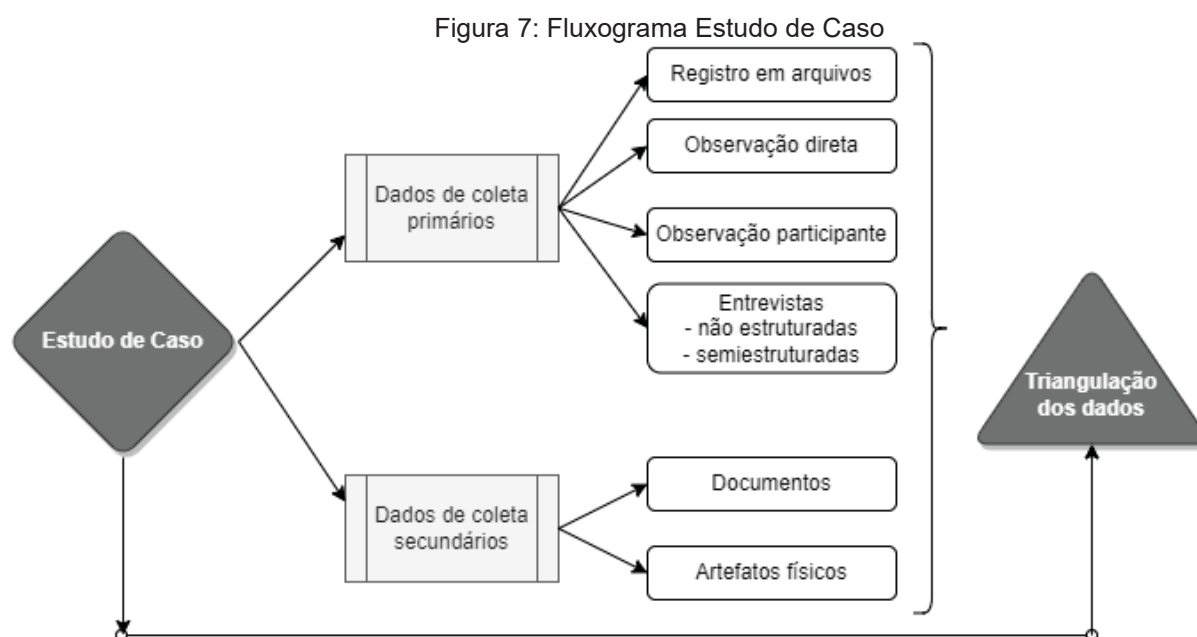 Figura 7: Fluxograma Estudo de Caso
Registro em arquivos
Observação direta
Dados de coleta
primários
Observação participante
Entrevistas
- não estruturadas
- semiestruturadas
Estudo de Caso
Triangulação
dos dados
Documentos
Dados de coleta
secundários
Artefatos físicos